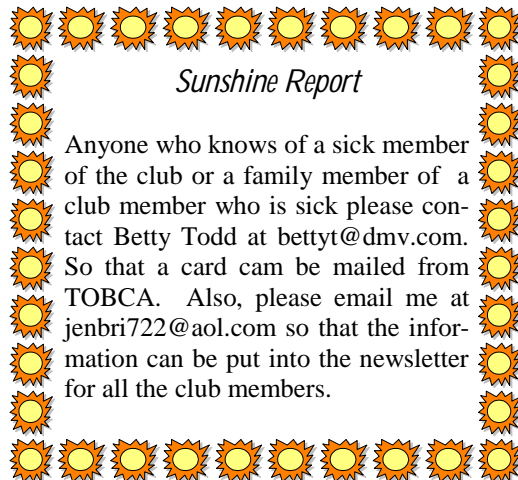 Sunshine Report
Anyone who knows of a sick member
of the club or a family member of a
club member who is sick please con-
tact Betty Todd at bettyt@dmv.com.
So that a card cam be mailed from
TOBCA. Also, please email me at
jenbri722@aol.com so that the infor-
mation can be put into the newsletter
for all the club members.